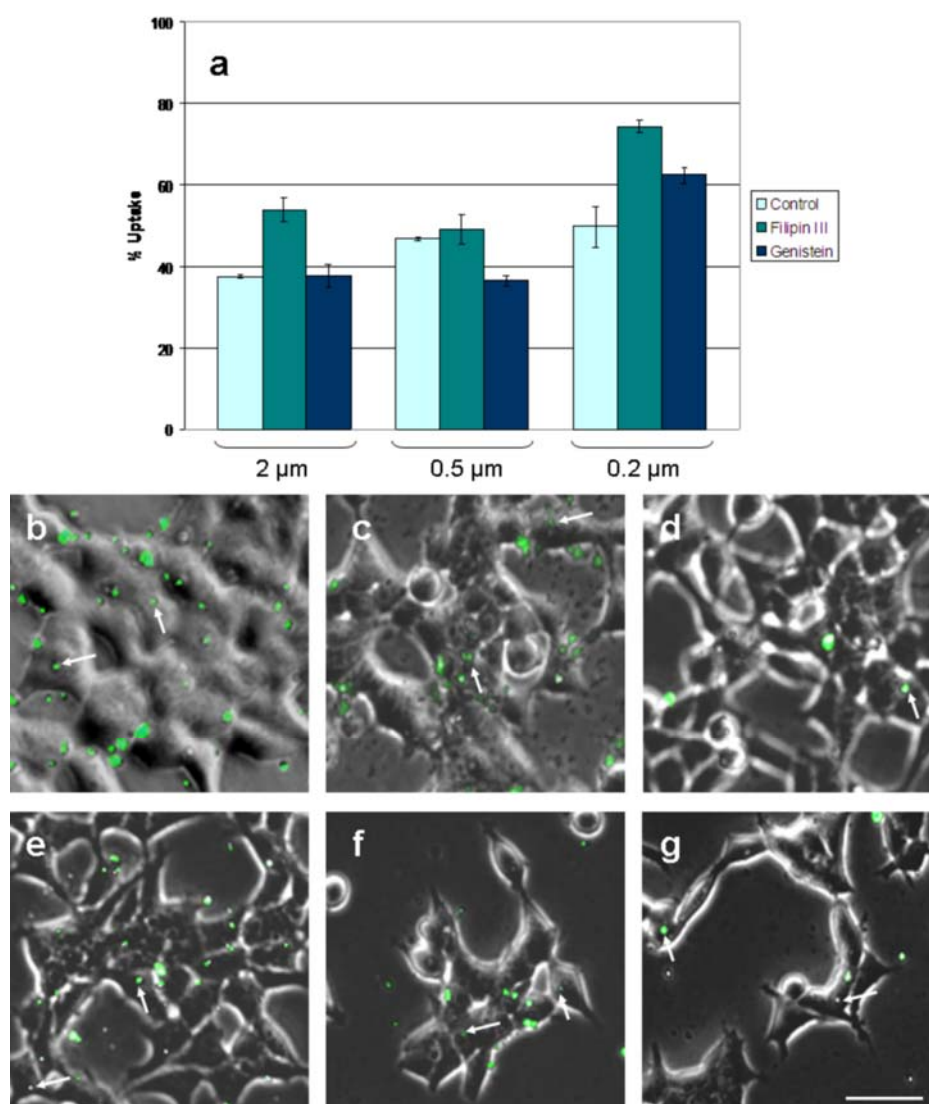 100
a
80
60
40
20
0
% Uptake
Control
Filipin III
Genistein
2 µm
0.5 µm
0.2 µm
b
c
d
e
f
g